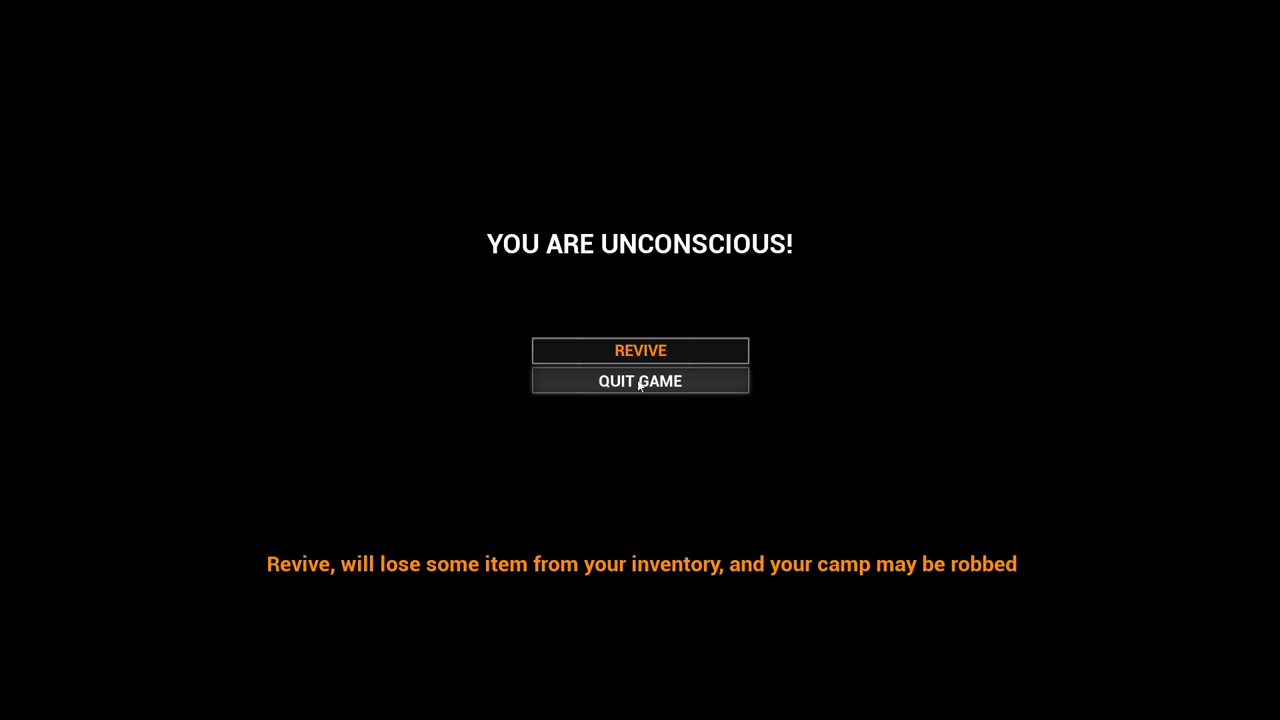 YOU ARE UNCONSCIOUS!
REVIVE
QUIT GAME
Revive, will lose some item from your inventory, and your camp may be robbed